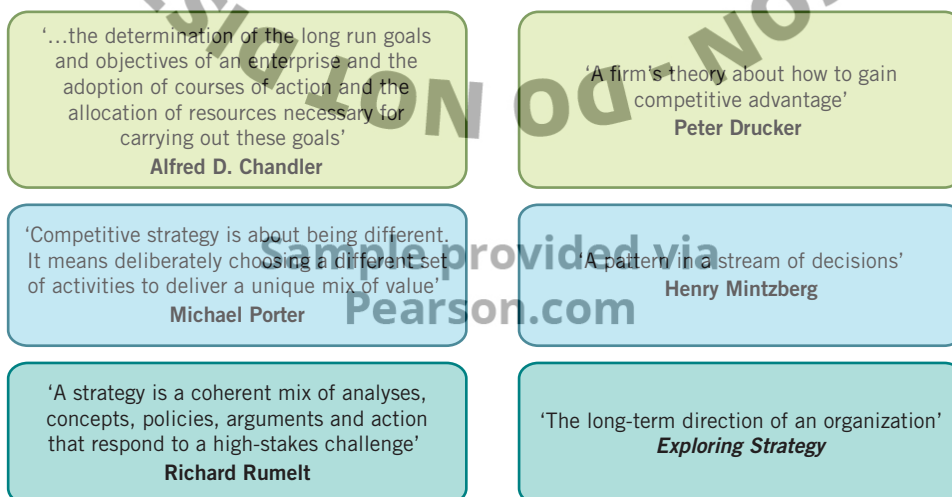 ‘…the determination of the long run goals
and objectives of an enterprise and the
adoption of courses of action and the
allocation of resources necessary for
carrying out these goals’
Alfred D. Chandler
‘A firm’s theory about how to gain
competitive advantage’
Peter Drucker
‘Competitive strategy is about being different.
It means deliberately choosing a different set
of activities to deliver a unique mix of value’
Michael Porter
‘A pattern in a stream of decisions’
Henry Mintzberg
‘A strategy is a coherent mix of analyses,
concepts, policies, arguments and action
that respond to a high-stakes challenge’
Richard Rumelt
‘The long-term direction of an organization’
Exploring Strategy
Sample provided via
Pearson.com
DO NOT